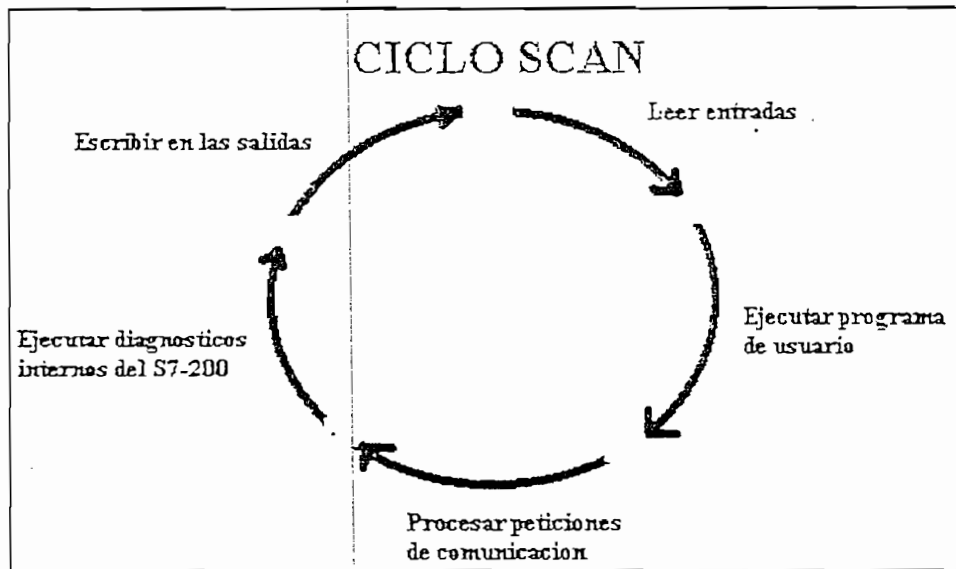 CICLO SCAN
Leer entradas
Escribir en las salidas
Ejecutar programa
de usuario
Ejecutar diagnosticos
internos del S7-200
Procesar peticiones
de comunicacion